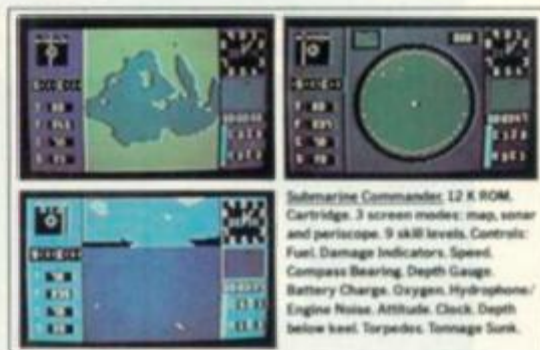 Submarine Commander. 12 K ROM.
Cartridge. 3 screen modes: map, sonar
and periscope. 9 skill levels. Controls:
Fuel. Damage Indicators. Speed.
Compass Bearing. Depth Gauge.
Battery Charge. Oxygen. Hydrophone/
Engine Noise. Attitude. Clock. Depth
below keel. Torpedoes. Tonnage Sunk.